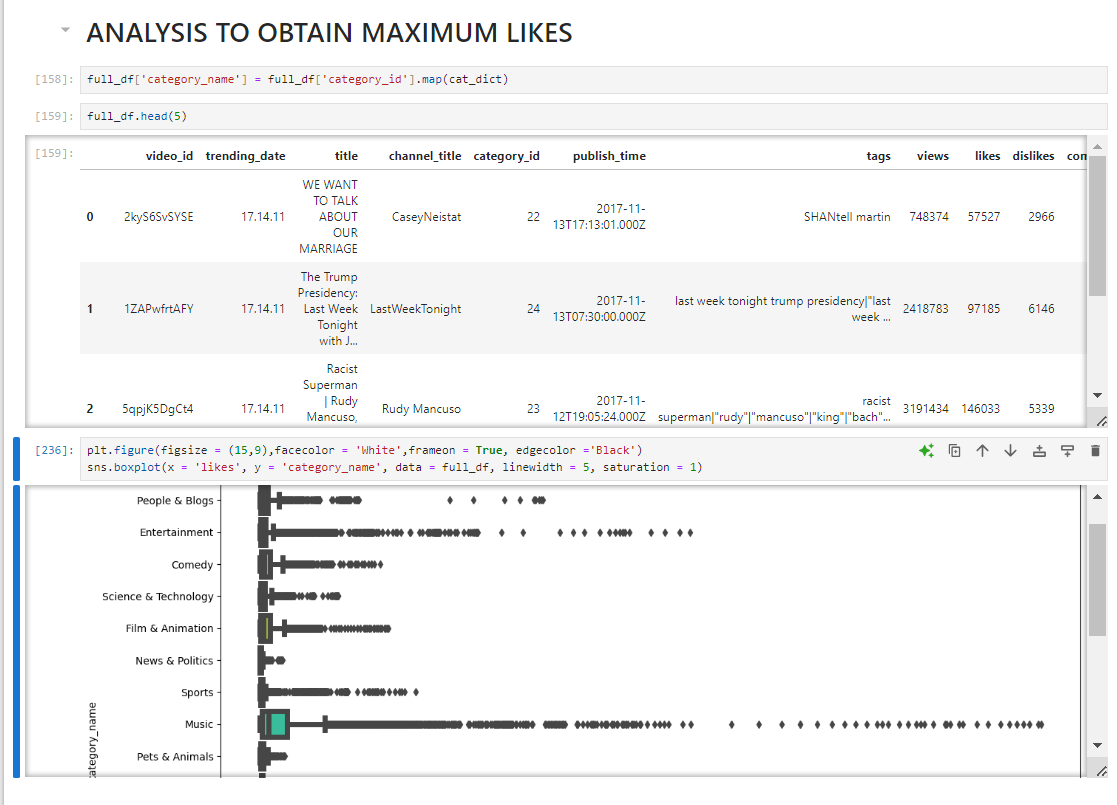 ANALYSIS TO OBTAIN MAXIMUM LIKES
[158]: full_df['category_name'] = full_df['category_id'].map(cat_dict)
[159]: full_df.head(5)
[159]:
video_id trending_date title channel_title category_id publish_time tags views likes dislikes con
0 2kyS6SvSYSE 17.14.11 WE WANT
TO TALK
ABOUT
OUR
MARRIAGE CaseyNeistat 22 2017-11-
13T17:13:01.000Z SHANtell martin 748374 57527 2966
1 1ZAPwfrtAFY 17.14.11 The Trump
Presidency:
Last Week
Tonight
with J... LastWeekTonight 24 2017-11-
13T07:30:00.000Z last week tonight trump presidency|"last
week ... 2418783 97185 6146
2 5qpjK5DgCt4 17.14.11 Racist
Superman
| Rudy
Mancuso, Rudy Mancuso 23 2017-11-
12T19:05:24.000Z racist
superman|"rudy"|"mancuso"|"king"|"bach"... 3191434 146033 5339
[236]: plt.figure(figsize = (15,9),facecolor = 'White',frameon = True, edgecolor ='Black')
sns.boxplot(x = 'likes', y = 'category_name', data = full_df, linewidth = 5, saturation = 1)
People & Blogs
Entertainment
Comedy
Science & Technology
Film & Animation
News & Politics
Sports
Music
Pets & Animals
ategory_name